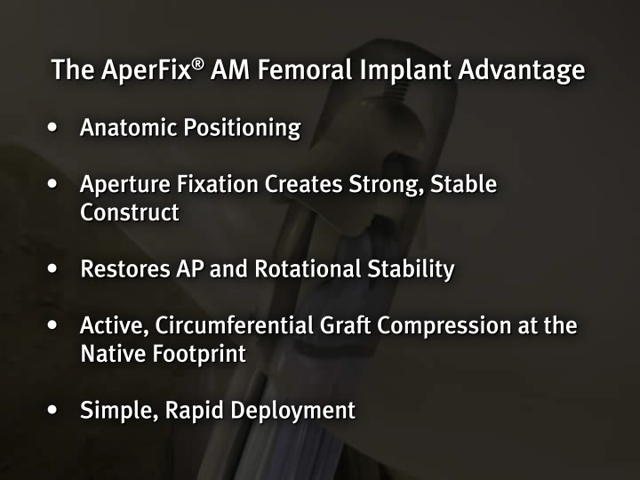 The AperFix® AM Femoral Implant Advantage
• Anatomic Positioning
• Aperture Fixation Creates Strong, Stable
Construct
• Restores AP and Rotational Stability
• Active, Circumferential Graft Compression at the
Native Footprint
• Simple, Rapid Deployment